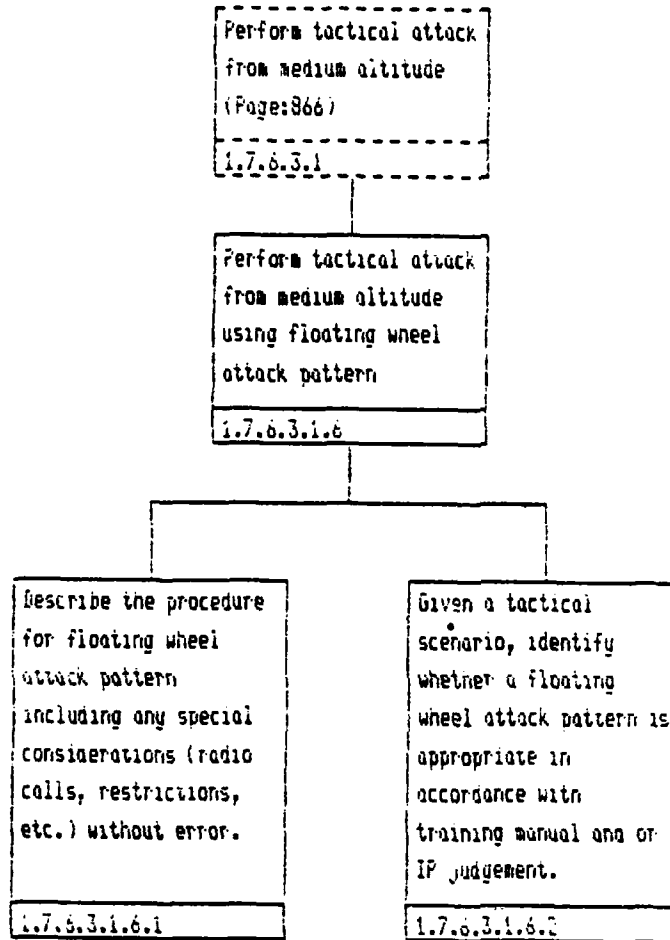 Perform tactical attack
from medium altitude
(Page:866)
1.7.6.3.1
Perform tactical attack
from medium altitude
using floating wheel
attack pattern
1.7.6.3.1.6
Describe the procedure
for floating wheel
attack pattern
including any special
considerations (radio
calls, restrictions,
etc.) without error.
1.7.6.3.1.6.1
Given a tactical
scenario, identify
whether a floating
wheel attack pattern is
appropriate in
accordance with
training manual and or
IP judgement.
1.7.6.3.1.6.2